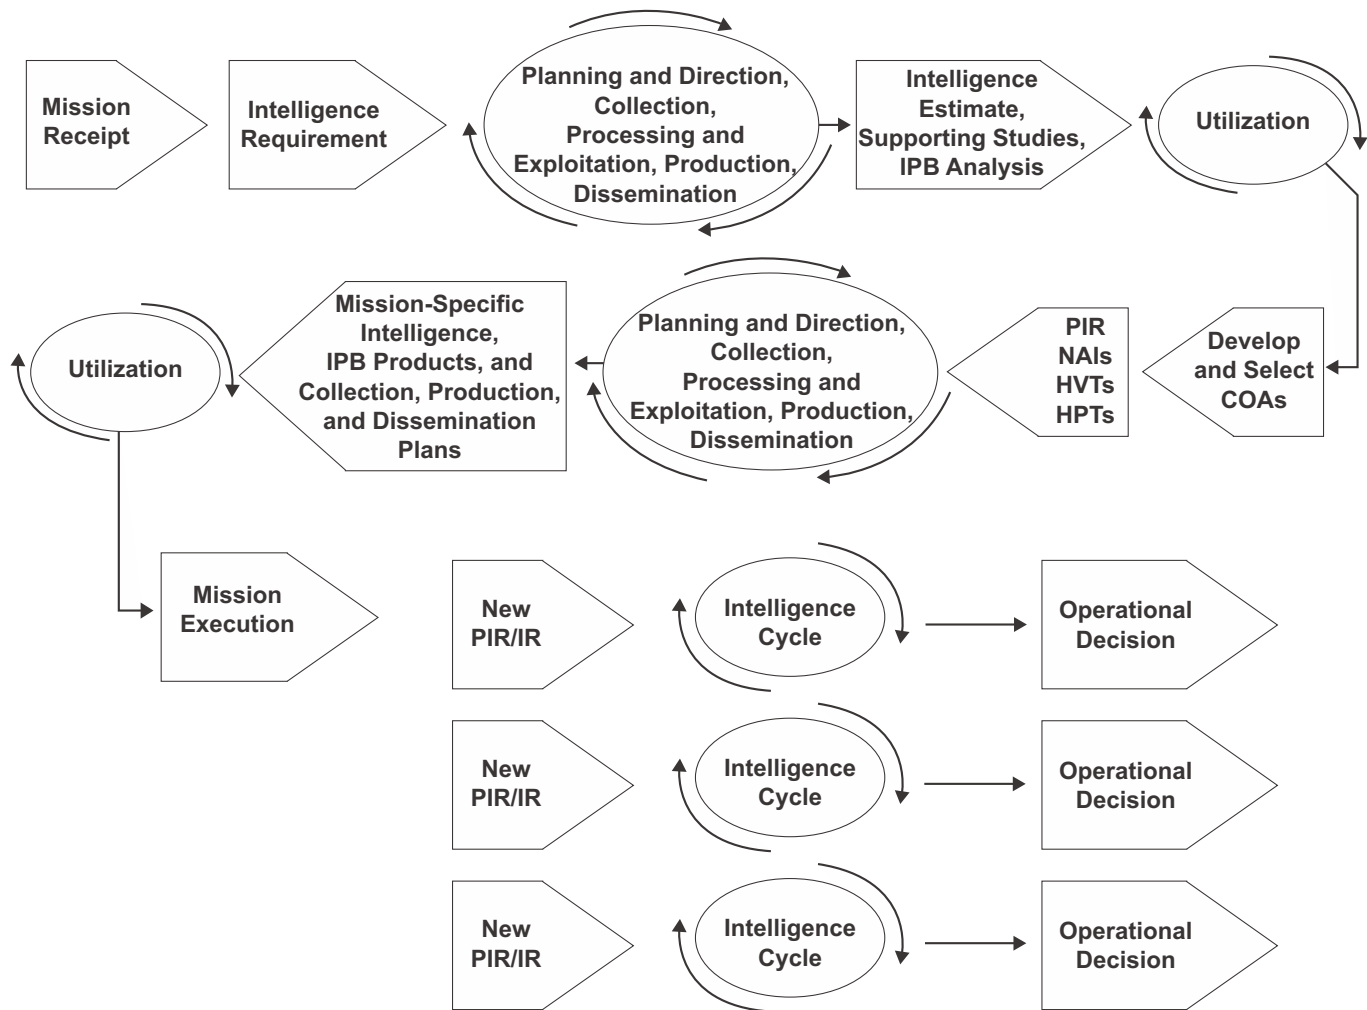 Mission
Receipt
Intelligence
Requirement
Planning and Direction,
Collection,
Processing and
Exploitation, Production,
Dissemination
Intelligence
Estimate,
Supporting Studies,
IPB Analysis
Utilization
Utilization
Mission-Specific
Intelligence,
IPB Products, and
Collection, Production,
and Dissemination
Plans
Planning and Direction,
Collection,
Processing and
Exploitation, Production,
Dissemination
PIR
NAIs
HVTs
HPTs
Develop
and Select
COAs
Mission
Execution
New
PIR/IR
Intelligence
Cycle
Operational
Decision
New
PIR/IR
Intelligence
Cycle
Operational
Decision
New
PIR/IR
Intelligence
Cycle
Operational
Decision